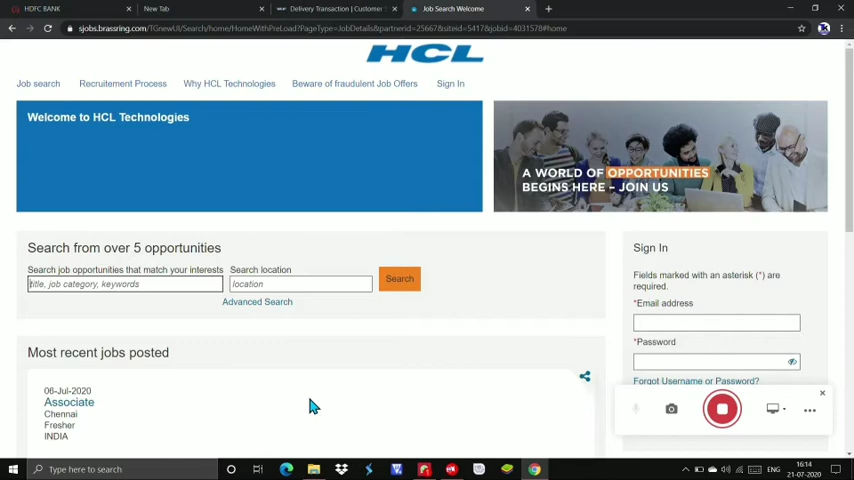 HDFC BANK
New Tab
Delivery Transaction | Customer
Job Search Welcome
sjobs.brassring.com/TGnewUI/Search/home/HomeWithPreLoad?PageType=JobDetails&partnerid=25667&siteid=5417&jobid=4031578#home
HCL
Job search
Recruitement Process
Why HCL Technologies
Beware of fraudulent Job Offers
Sign In
Welcome to HCL Technologies
A WORLD OF OPPORTUNITIES
BEGINS HERE – JOIN US
Search from over 5 opportunities
Search job opportunities that match your interests
title, job category, keywords
Search location
location
Search
Advanced Search
Sign In
Fields marked with an asterisk (*) are
required.
*Email address
*Password
Forgot Username or Password?
Most recent jobs posted
06-Jul-2020
Associate
Chennai
Fresher
INDIA
Type here to search
ENG
16:14
21-07-2020